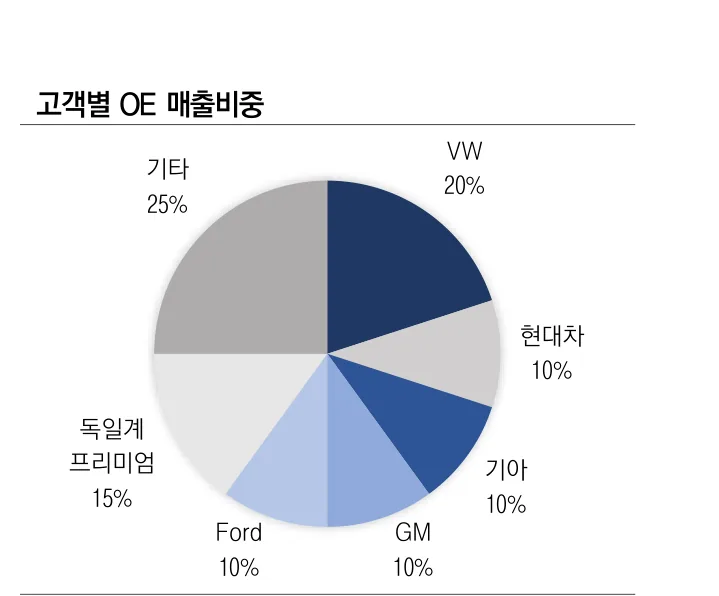 고객별 OE 매출비중
VW
20%
현대차
10%
기아
10%
GM
10%
Ford
10%
독일계
프리미엄
15%
기타
25%